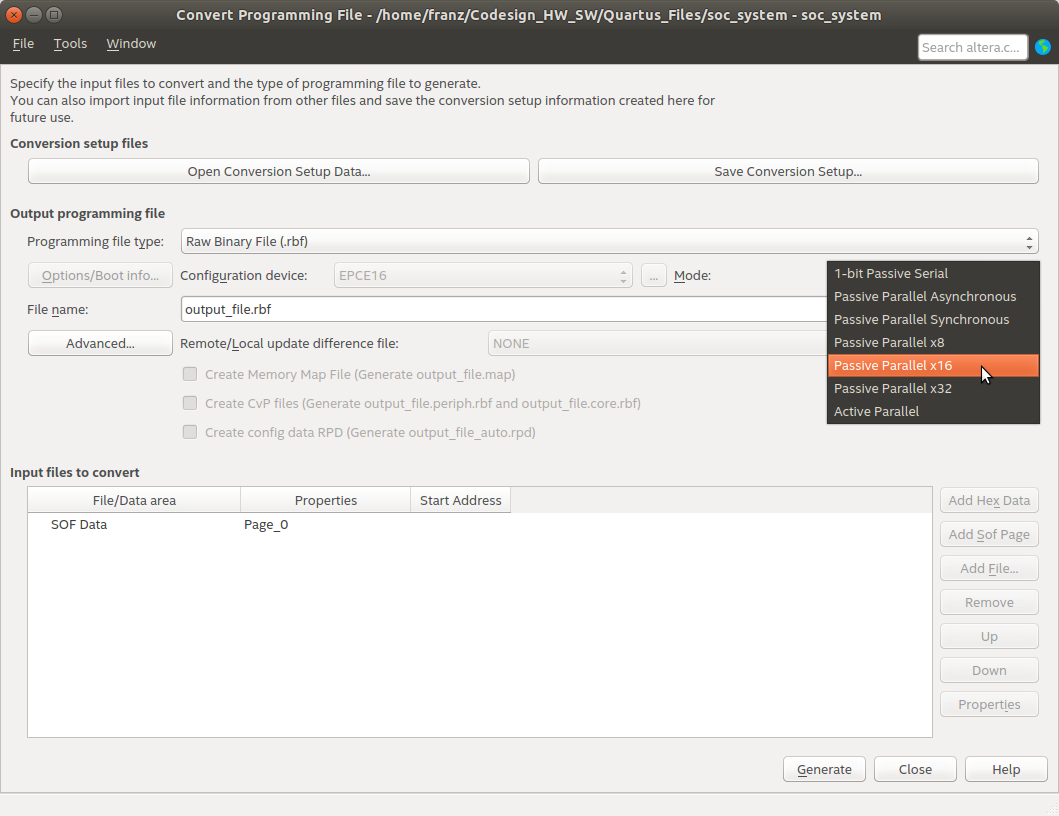 Convert Programming File - /home/franz/Codesign_HW_SW/Quartus_Files/soc_system - soc_system
File Tools Window Search altera.c...
Specify the input files to convert and the type of programming file to generate.
You can also import input file information from other files and save the conversion setup information created here for
future use.
Conversion setup files
Open Conversion Setup Data... Save Conversion Setup...
Output programming file
Programming file type: Raw Binary File (.rbf)
Options/Boot info... Configuration device: EPCE16 ... Mode:
1-bit Passive Serial
Passive Parallel Asynchronous
Passive Parallel Synchronous
Passive Parallel x8
Passive Parallel x16
Passive Parallel x32
Active Parallel
File name: output_file.rbf
Advanced... Remote/Local update difference file: NONE
Create Memory Map File (Generate output_file.map)
Create CvP files (Generate output_file.periph.rbf and output_file.core.rbf)
Create config data RPD (Generate output_file_auto.rpd)
Input files to convert
File/Data area Properties Start Address
SOF Data Page_0
Add Hex Data
Add Sof Page
Add File...
Remove
Up
Down
Properties
Generate Close Help